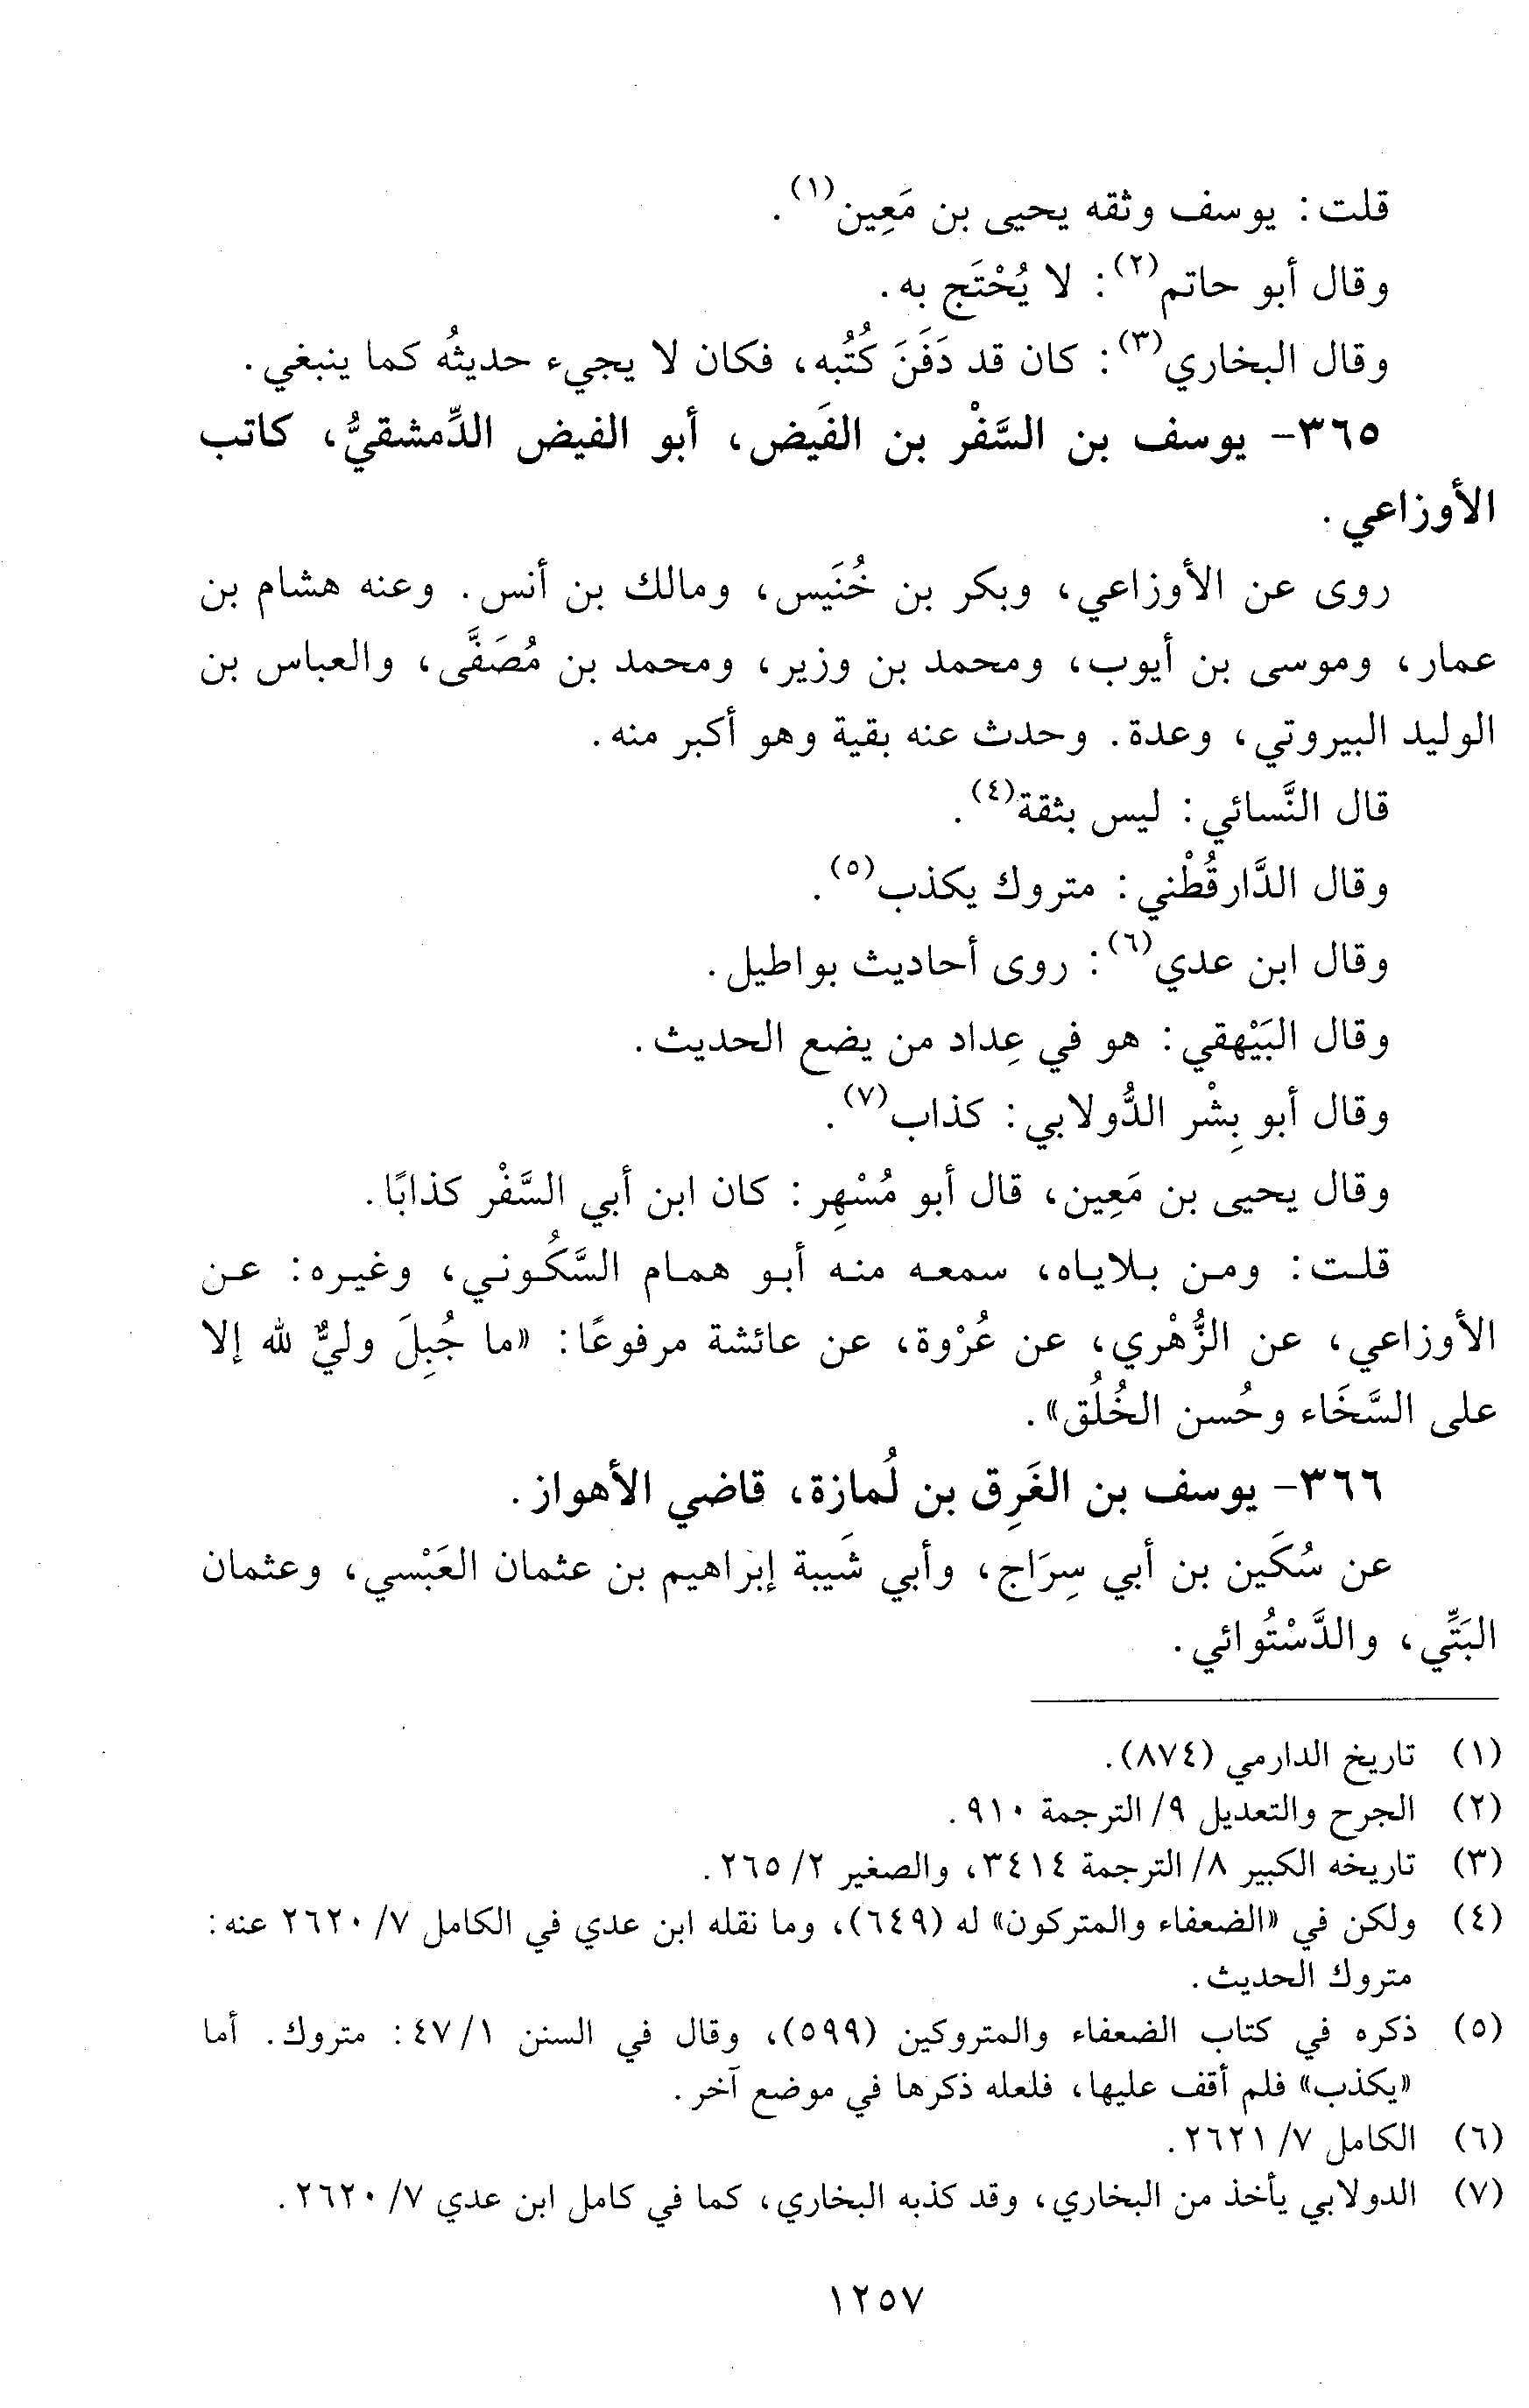 قلت: يوسف وثقه يحيى بن مَعِين(١).
وقال أبو حاتم(٢): لا يُحْتَج به.
وقال البخاري(٣): كان قد دَفَنَ كُتُبه، فكان لا يجيء حديثُه كما ينبغي.
٣٦٥- يوسف بن السَّفْر بن الفَيض، أبو الفيض الدِّمشقيُّ، كاتب
الأوزاعي.
روى عن الأوزاعي، وبكر بن خُنَيس، ومالك بن أنس. وعنه هشام بن
عمار، وموسى بن أيوب، ومحمد بن وزير، ومحمد بن مُصَفَّى، والعباس بن
الوليد البيروتي، وعدة. وحدث عنه بقية وهو أكبر منه.
قال النَّسائي: ليس بثقة(٤).
وقال الدَّارقُطْني: متروك يكذب(٥).
وقال ابن عدي(٦): روى أحاديث بواطيل.
وقال البَيْهقي: هو في عِداد من يضع الحديث.
وقال أبو بِشْر الدُّولابي: كذاب(٧).
وقال يحيى بن مَعِين، قال أبو مُسْهِر: كان ابن أبي السَّفْر كذابًا.
قلت: ومن بلاياه، سمعه منه أبو همام السَّكُوني، وغيره: عن
الأوزاعي، عن الزُّهْري، عن عُرْوة، عن عائشة مرفوعًا: «ما جُبِلَ وليٌّ لله إلا
على السَّخَاء وحُسن الخُلُق».
٣٦٦- يوسف بن الغَرِق بن لُمازة، قاضي الأهواز.
عن سُكَين بن أبي سِرَاج، وأبي شَيبة إبراهيم بن عثمان العَبْسي، وعثمان
البَتِّي، والدَّسْتُوائي.
(١) تاريخ الدارمي (٨٧٤).
(٢) الجرح والتعديل ٩/ الترجمة ٩١٠.
(٣) تاريخه الكبير ٨/ الترجمة ٣٤١٤، والصغير ٢/ ٢٦٥.
(٤) ولكن في «الضعفاء والمتركون» له (٦٤٩)، وما نقله ابن عدي في الكامل ٧/ ٢٦٢٠ عنه:
متروك الحديث.
(٥) ذكره في كتاب الضعفاء والمتروكين (٥٩٩)، وقال في السنن ١/ ٤٧: متروك. أما
«يكذب» فلم أقف عليها، فلعله ذكرها في موضع آخر.
(٦) الكامل ٧/ ٢٦٢١.
(٧) الدولابي يأخذ من البخاري، وقد كذبه البخاري، كما في كامل ابن عدي ٧/ ٢٦٢٠.
١٢٥٧